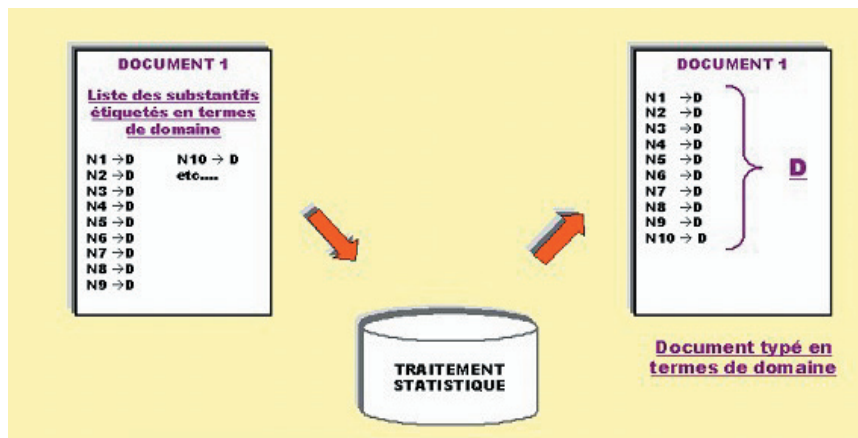 DOCUMENT 1
Liste des substantifs
étiquetés en termes
de domaine
N1 →D N10 → D
N2 →D etc....
N3 →D
N4 →D
N5 →D
N6 →D
N7 →D
N8 →D
N9 →D
TRAITEMENT
STATISTIQUE
DOCUMENT 1
N1 →D
N2 →D
N3 →D
N4 →D
N5 →D
N6 →D
N7 →D
N8 →D
N9 →D
N10 → D
D
Document typé en
termes de domaine